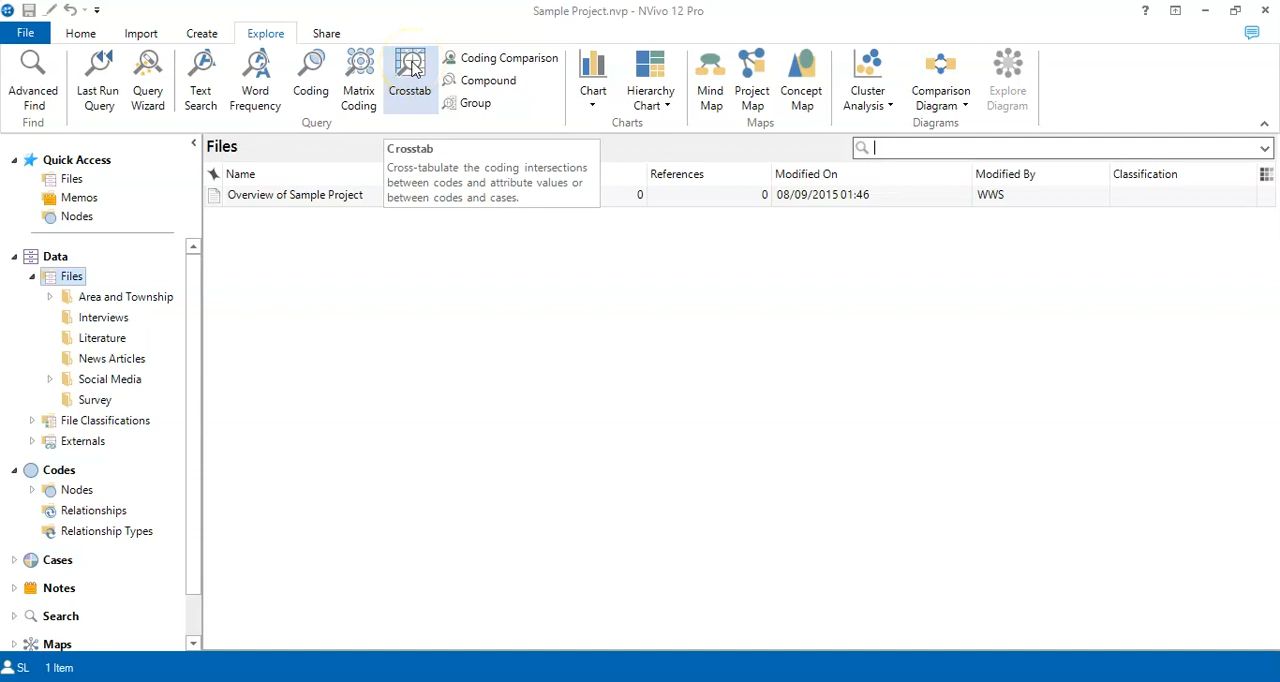 Sample Project.nvp - NVivo 12 Pro
File Home Import Create Explore Share
Advanced Find
Last Run Query
Query Wizard
Text Search
Word Frequency
Coding
Matrix Coding
Crosstab
Coding Comparison
Compound
Group
Chart
Hierarchy Chart
Mind Map
Project Map
Concept Map
Cluster Analysis
Comparison Diagram
Explore Diagram
Find Query Charts Maps Diagrams
Crosstab
Cross-tabulate the coding intersections
between codes and attribute values or
between codes and cases.
Quick Access
Files
Memos
Nodes
Data
Files
Area and Township
Interviews
Literature
News Articles
Social Media
Survey
File Classifications
Externals
Codes
Nodes
Relationships
Relationship Types
Cases
Notes
Search
Maps
Files
Name References Modified On Modified By Classification
Overview of Sample Project 0 0 08/09/2015 01:46 WWS
SL 1 Item